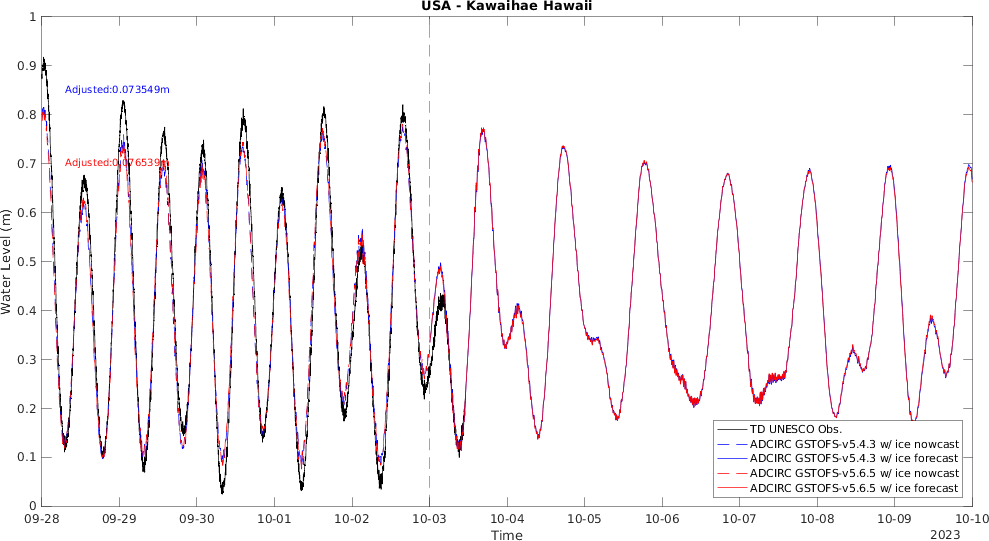 USA - Kawaihae Hawaii
1
0.9
0.8
0.7
0.6
0.5
0.4
0.3
0.2
0.1
0
Water Level (m)
Adjusted:0.073549m
Adjusted:0.076539m
TD UNESCO Obs.
ADCIRC GSTOFS-v5.4.3 w/ ice nowcast
ADCIRC GSTOFS-v5.4.3 w/ ice forecast
ADCIRC GSTOFS-v5.6.5 w/ ice nowcast
ADCIRC GSTOFS-v5.6.5 w/ ice forecast
09-28 09-29 09-30 10-01 10-02 10-03 10-04 10-05 10-06 10-07 10-08 10-09 10-10
Time
2023